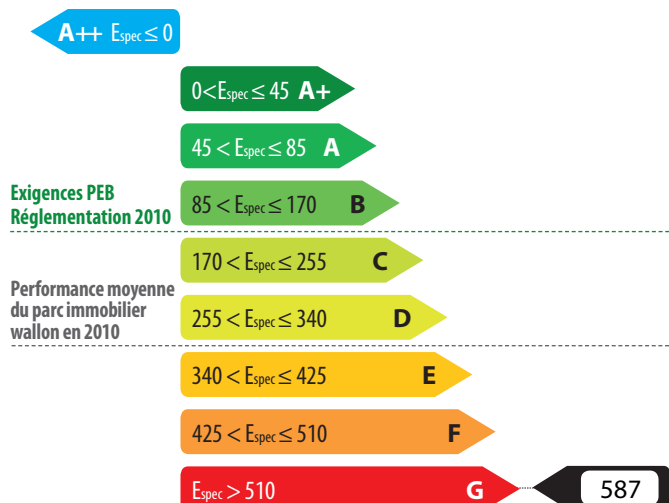 A++ Espec ≤ 0
0<Espec ≤ 45 A+
45 < Espec ≤ 85 A
Exigences PEB
Réglementation 2010
85 < Espec ≤ 170 B
170 < Espec ≤ 255 C
Performance moyenne
du parc immobilier
wallon en 2010
255 < Espec ≤ 340 D
340 < Espec ≤ 425 E
425 < Espec ≤ 510 F
Espec > 510 G 587